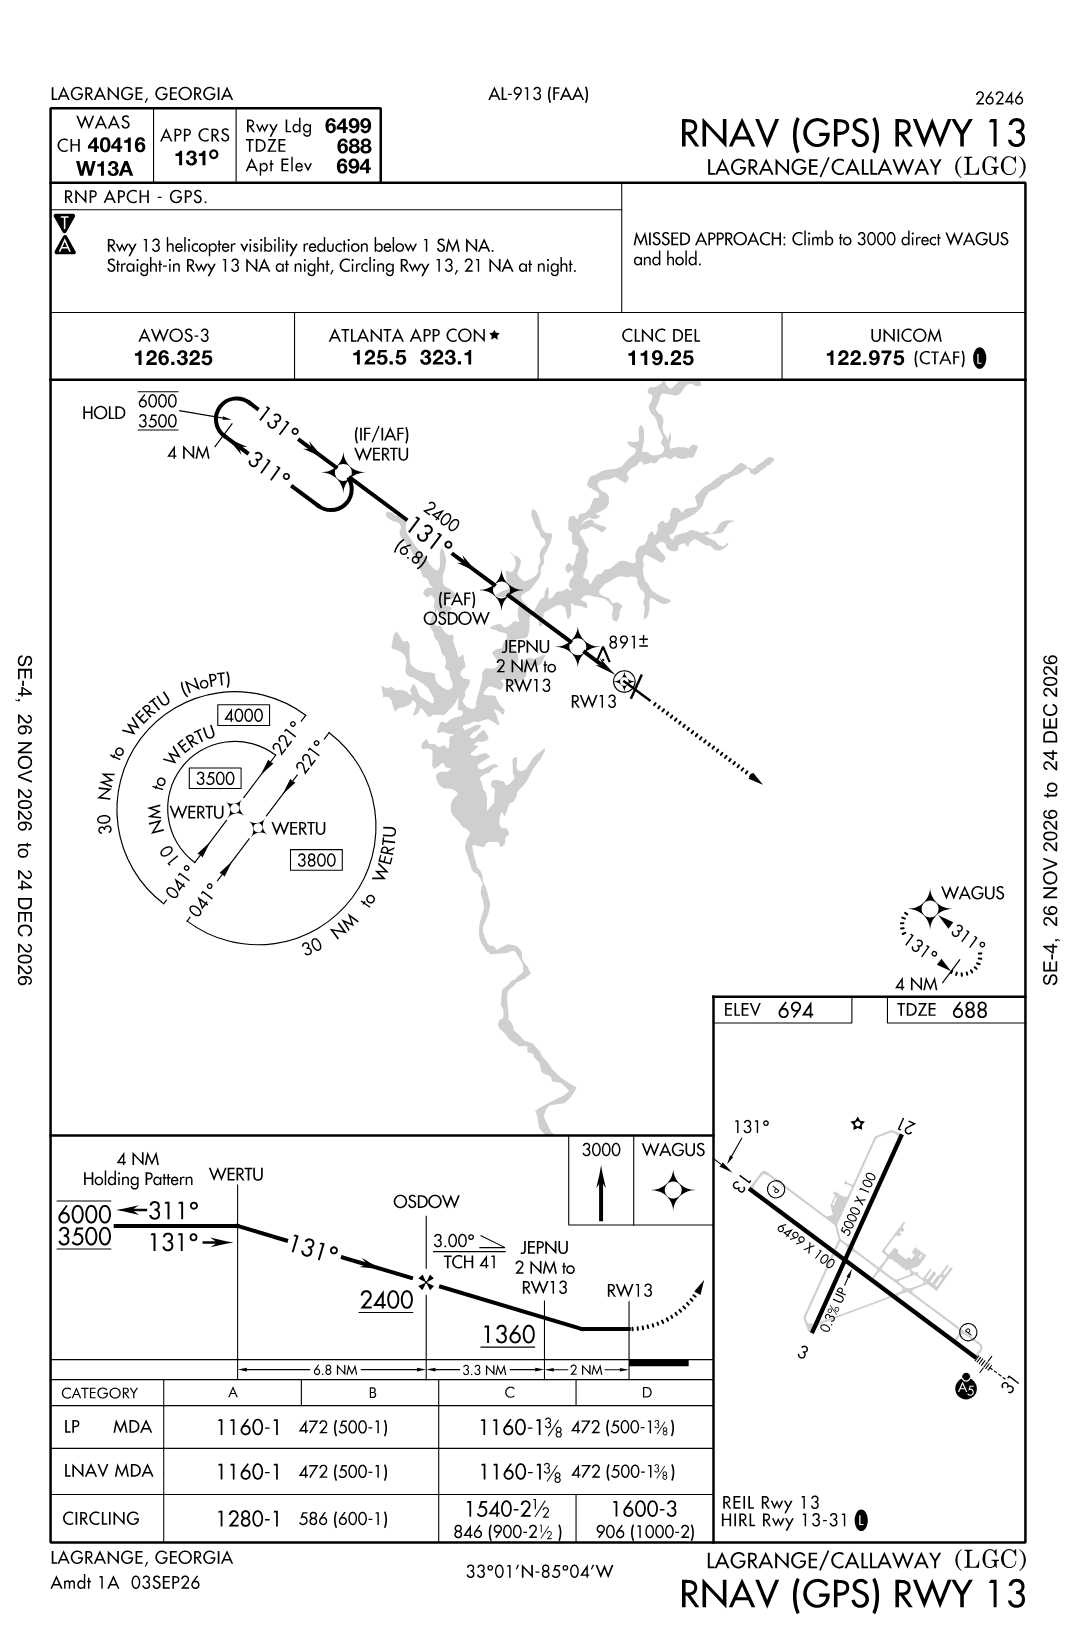 LAGRANGE, GEORGIA
AL-913 (FAA)
26246
WAAS
CH 40416
W13A
APP CRS
131°
Rwy Ldg 6499
TDZE 688
Apt Elev 694
RNAV (GPS) RWY 13
LAGRANGE/CALLAWAY (LGC)
RNP APCH - GPS.
T
A
Rwy 13 helicopter visibility reduction below 1 SM NA.
Straight-in Rwy 13 NA at night, Circling Rwy 13, 21 NA at night.
MISSED APPROACH: Climb to 3000 direct WAGUS
and hold.
AWOS-3
126.325
ATLANTA APP CON★
125.5 323.1
CLNC DEL
119.25
UNICOM
122.975 (CTAF) L
HOLD
6000
3500
4 NM
131°
311°
(IF/IAF)
WERTU
2400
131°
(6.8)
(FAF)
OSDOW
JEPNU
2 NM to
RW13
891±
RW13
30 NM to WERTU (NoPT)
4000
10 NM to WERTU
3500
221°
221°
WERTU
WERTU
3800
041°
041°
30 NM to WERTU
WAGUS
311°
131°
4 NM
ELEV 694
TDZE 688
131°
13
21
P
5000 X 100
6499 X 100
0.3% UP
3
P
A5
31
REIL Rwy 13
HIRL Rwy 13-31 L
4 NM
Holding Pattern
WERTU
6000
3500
311°
131°
131°
OSDOW
2400
3.00°
TCH 41
JEPNU
2 NM to
RW13
1360
RW13
3000
WAGUS
6.8 NM
3.3 NM
2 NM
CATEGORY A B C D
LP MDA 1160-1 472 (500-1) 1160-1⅜ 472 (500-1⅜)
LNAV MDA 1160-1 472 (500-1) 1160-1⅜ 472 (500-1⅜)
CIRCLING 1280-1 586 (600-1) 1540-2½ 846 (900-2½) 1600-3 906 (1000-2)
LAGRANGE, GEORGIA
Amdt 1A 03SEP26
33°01'N-85°04'W
LAGRANGE/CALLAWAY (LGC)
RNAV (GPS) RWY 13
SE-4, 26 NOV 2026 to 24 DEC 2026
SE-4, 26 NOV 2026 to 24 DEC 2026